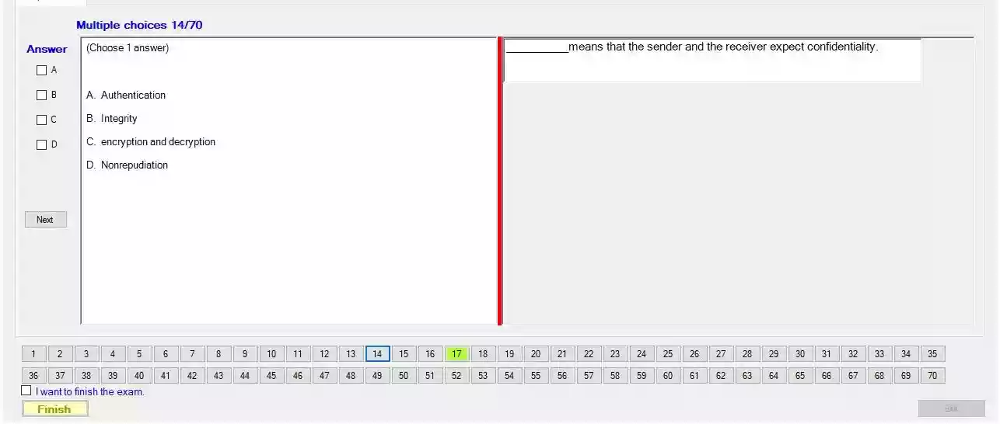 Multiple choices 14/70
Answer
(Choose 1 answer)
___________means that the sender and the receiver expect confidentiality.
A
B
C
D
A. Authentication
B. Integrity
C. encryption and decryption
D. Nonrepudiation
Next
1 2 3 4 5 6 7 8 9 10 11 12 13 14 15 16 17 18 19 20 21 22 23 24 25 26 27 28 29 30 31 32 33 34 35
36 37 38 39 40 41 42 43 44 45 46 47 48 49 50 51 52 53 54 55 56 57 58 59 60 61 62 63 64 65 66 67 68 69 70
I want to finish the exam.
Finish
Exit